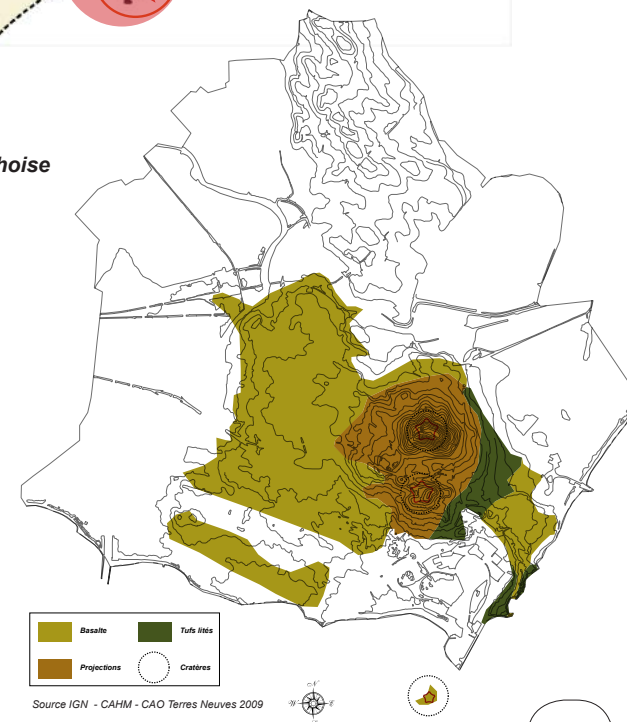 hoise
Basalte
Tufs lités
Projections
Cratères
Source IGN - CAHM - CAO Terres Neuves 2009